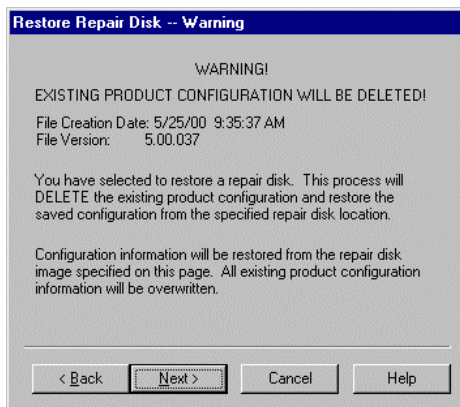 Restore Repair Disk -- Warning
WARNING!
EXISTING PRODUCT CONFIGURATION WILL BE DELETED!
File Creation Date: 5/25/00 9:35:37 AM
File Version: 5.00.037
You have selected to restore a repair disk. This process will
DELETE the existing product configuration and restore the
saved configuration from the specified repair disk location.
Configuration information will be restored from the repair disk
image specified on this page. All existing product configuration
information will be overwritten.
< Back Next > Cancel Help